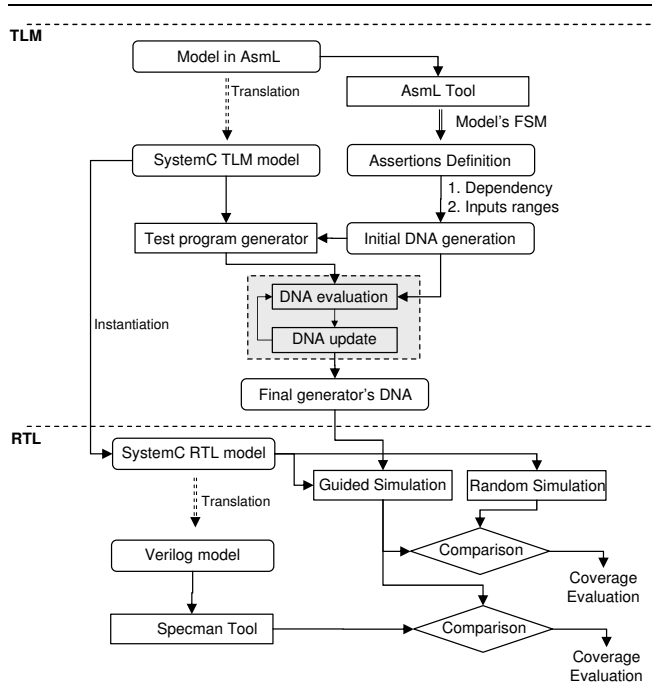 TLM
Model in AsmL
Translation
AsmL Tool
Model's FSM
SystemC TLM model
Assertions Definition
1. Dependency
2. Inputs ranges
Test program generator
Initial DNA generation
DNA evaluation
Instantiation
DNA update
Final generator's DNA
RTL
SystemC RTL model
Guided Simulation
Random Simulation
Translation
Comparison
Verilog model
Coverage
Evaluation
Specman Tool
Comparison
Coverage
Evaluation